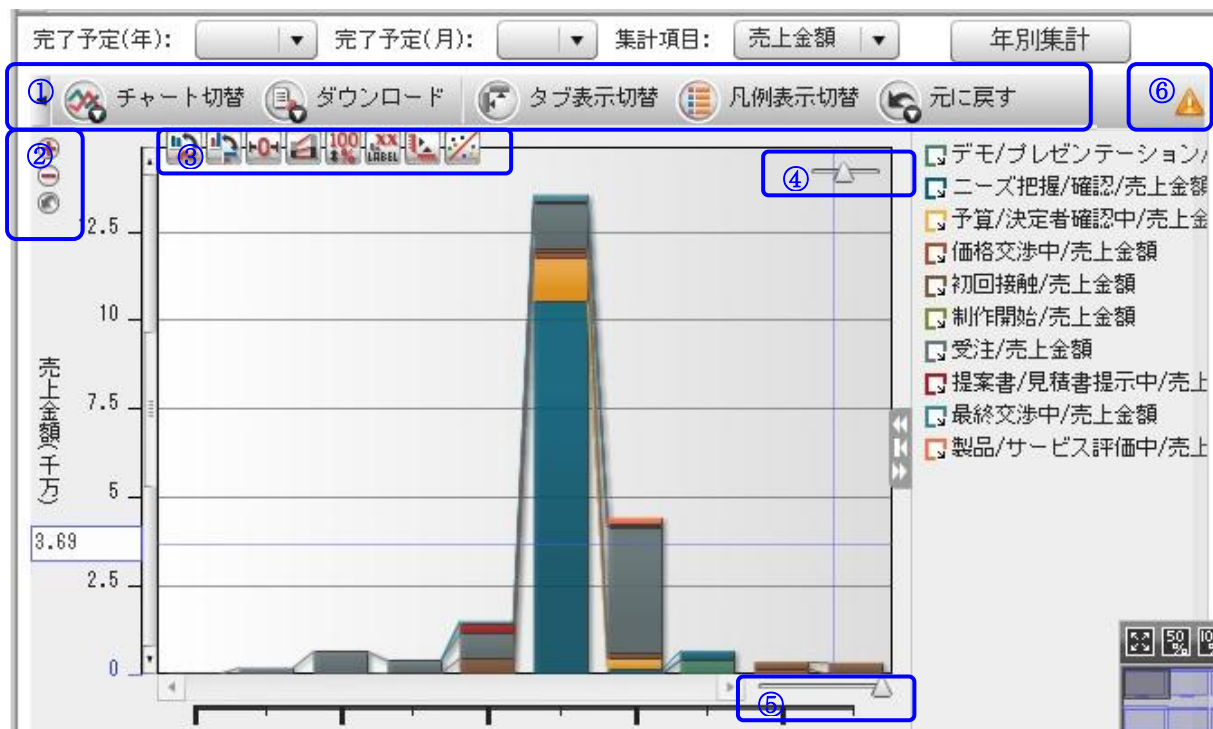 完了予定(年): 完了予定(月): 集計項目: 売上金額 年別集計
① チャート切替 ダウンロード タブ表示切替 凡例表示切替 元に戻す ⑥
② ③ 100 % XX LABEL ④
デモ/プレゼンテーション/
ニーズ把握/確認/売上金額
予算/決定者確認中/売上金
価格交渉中/売上金額
初回接触/売上金額
制作開始/売上金額
受注/売上金額
提案書/見積書提示中/売上
最終交渉中/売上金額
製品/サービス評価中/売上
12.5
10
7.5
5
2.5
0
売上金額(千万)
3.69
50%
⑤